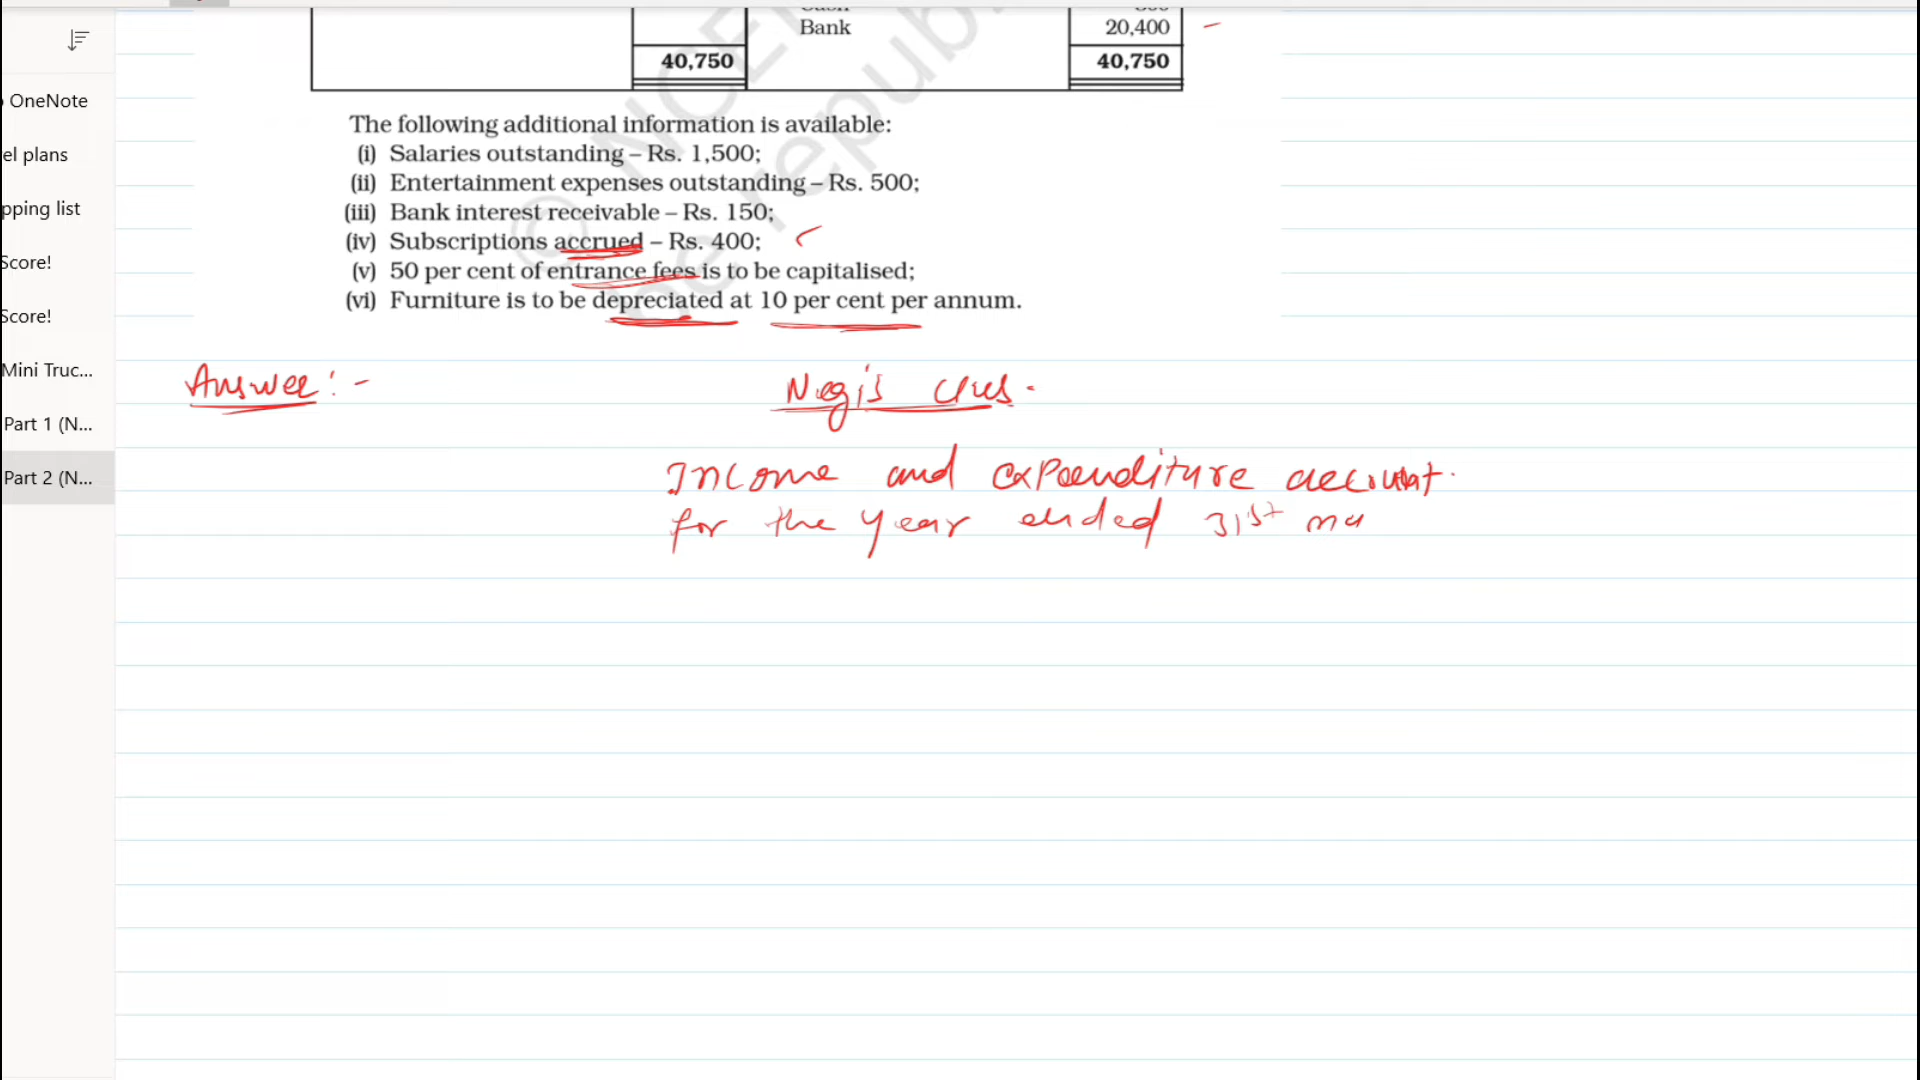 Bank 20,400
40,750 40,750
The following additional information is available:
(i) Salaries outstanding – Rs. 1,500;
(ii) Entertainment expenses outstanding – Rs. 500;
(iii) Bank interest receivable – Rs. 150;
(iv) Subscriptions accrued – Rs. 400;
(v) 50 per cent of entrance fees is to be capitalised;
(vi) Furniture is to be depreciated at 10 per cent per annum.
OneNote
el plans
pping list
Score!
Score!
Mini Truc...
Part 1 (N...
Part 2 (N...
Answer:-
Negi's
Income and expenditure account.
for the year ended 31st ma